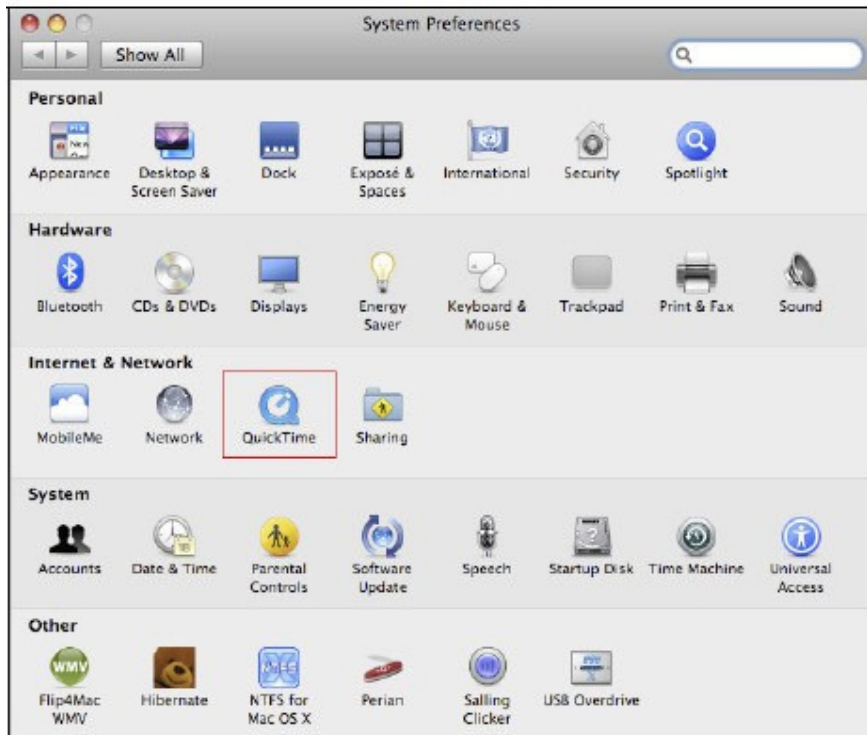 System Preferences
Show All
Personal
Appearance
Desktop &
Screen Saver
Dock
Exposé &
Spaces
International
Security
Spotlight
Hardware
Bluetooth
CDs & DVDs
Displays
Energy
Saver
Keyboard &
Mouse
Trackpad
Print & Fax
Sound
Internet & Network
MobileMe
Network
QuickTime
Sharing
System
Accounts
Date & Time
Parental
Controls
Software
Update
Speech
Startup Disk
Time Machine
Universal
Access
Other
WMV
Flip4Mac
WMV
Hibernate
NTFS
NTFS for
Mac OS X
Perian
Salling
Clicker
USB Overdrive